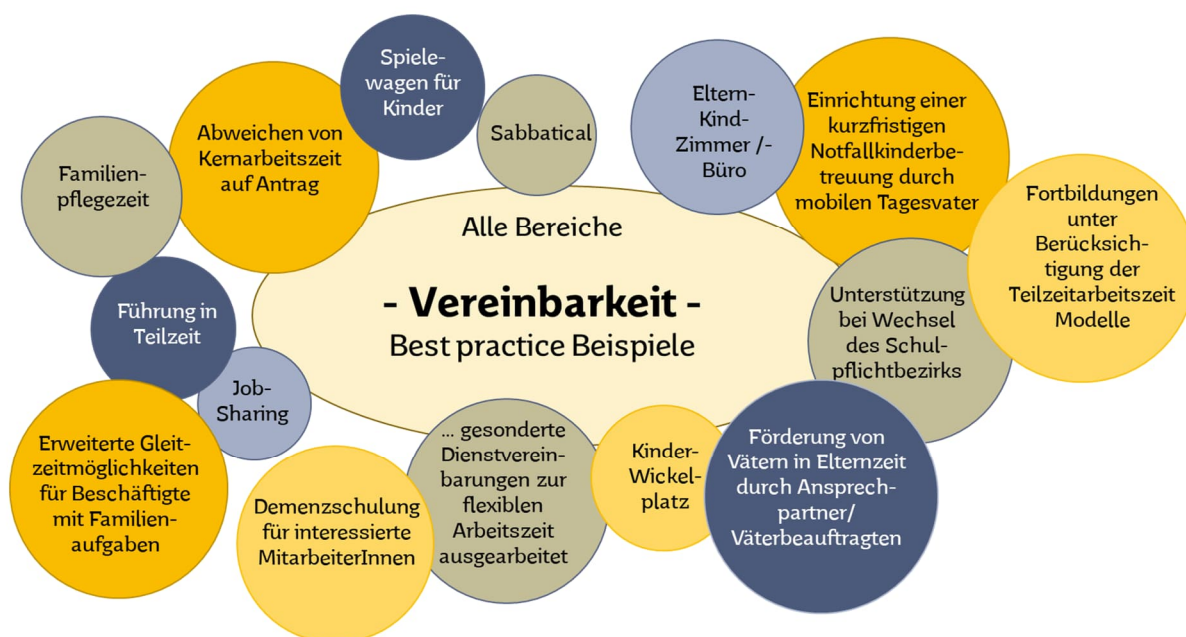 Spiele-
wagen für
Kinder
Sabbatical
Eltern-
Kind-
Zimmer /-
Büro
Einrichtung einer
kurzfristigen
Notfallkinderbe-
treuung durch
mobilen Tagesvater
Abweichen von
Kernarbeitszeit
auf Antrag
Familien-
pflegezeit
Fortbildungen
unter
Berücksich-
tigung der
Teilzeitarbeitszeit
Modelle
Alle Bereiche
- Vereinbarkeit -
Best practice Beispiele
Führung in
Teilzeit
Unterstützung
bei Wechsel
des Schul-
pflichtbezirks
Job-
Sharing
Erweiterte Gleit-
zeitmöglichkeiten
für Beschäftigte
mit Familien-
aufgaben
Demenzschulung
für interessierte
MitarbeiterInnen
... gesonderte
Dienstverein-
barungen zur
flexiblen
Arbeitszeit
ausgearbeitet
Kinder-
Wickel-
platz
Förderung von
Vätern in Elternzeit
durch Ansprech-
partner/
Väterbeauftragten